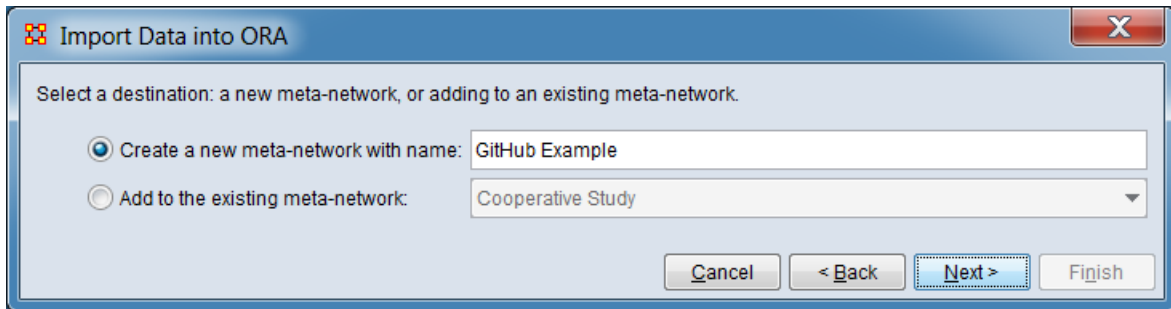 Import Data into ORA
X
Select a destination: a new meta-network, or adding to an existing meta-network.
Create a new meta-network with name: GitHub Example
Add to the existing meta-network: Cooperative Study
Cancel < Back Next > Finish